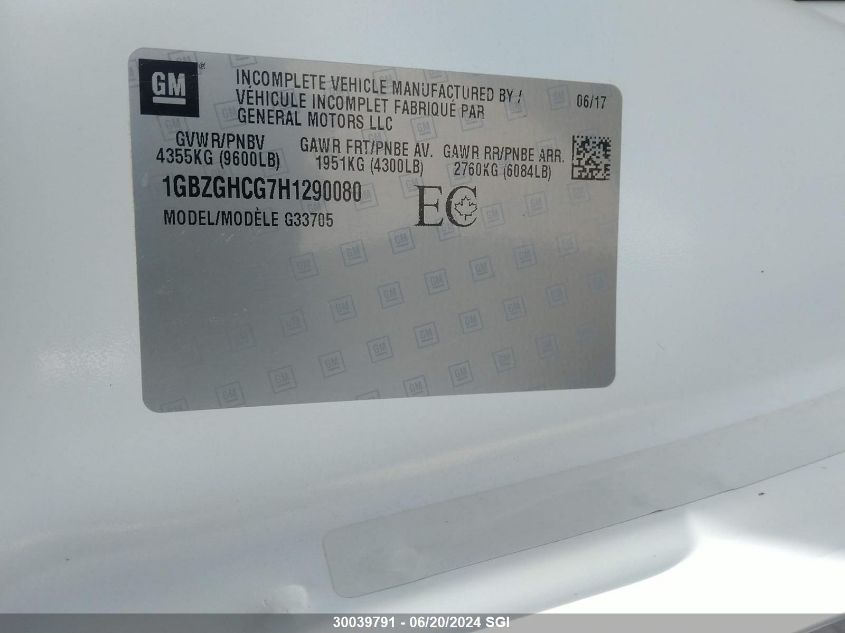 GM
INCOMPLETE VEHICLE MANUFACTURED BY /
VÉHICULE INCOMPLET FABRIQUÉ PAR
GENERAL MOTORS LLC
06/17
GVWR/PNBV
4355KG (9600LB)
GAWR FRT/PNBE AV.
1951KG (4300LB)
GAWR RR/PNBE ARR.
2760KG (6084LB)
1GBZGHCG7H1290080
MODEL/MODÈLE G33705
EC
30039791 - 06/20/2024 SGI